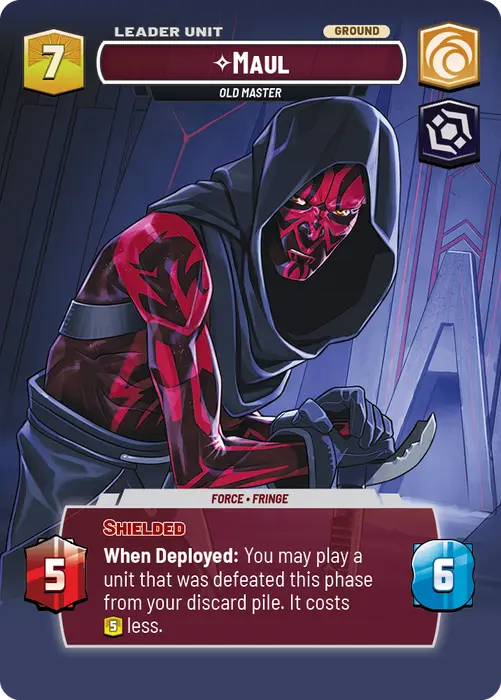 LEADER UNIT
GROUND
7
✧MAUL
OLD MASTER
FORCE • FRINGE
SHIELDED
When Deployed: You may play a
unit that was defeated this phase
from your discard pile. It costs
5 less.
5
6